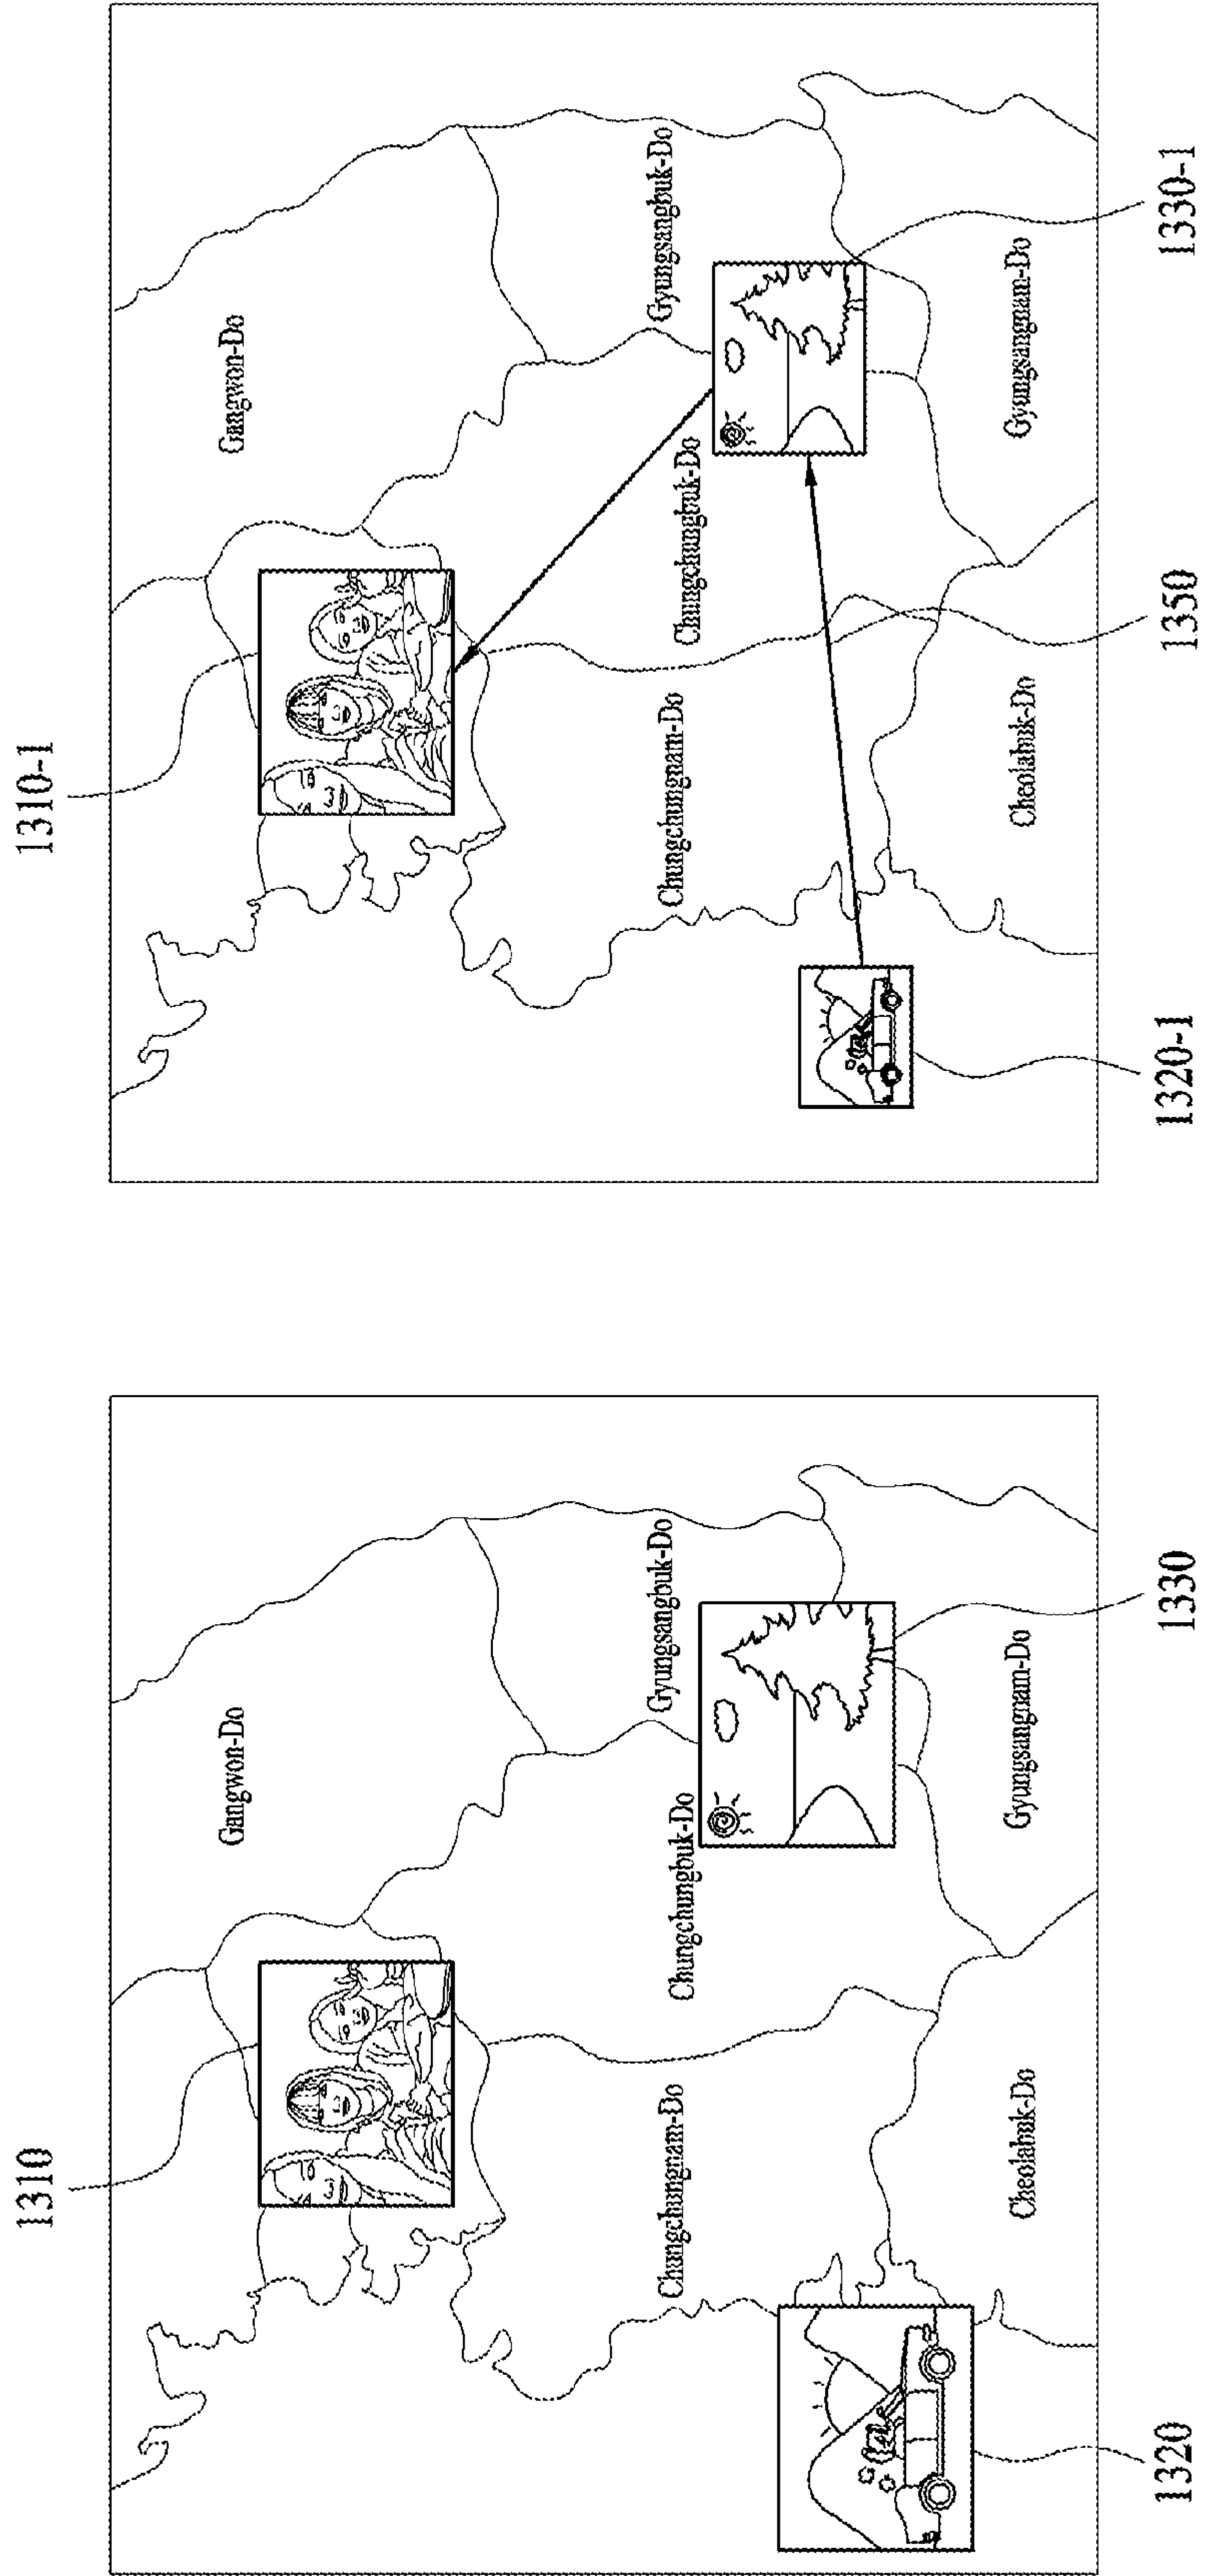 1310
Gangwon-Do
Chungchungnam-Do
Chungchungbuk-Do
Gyungsangbuk-Do
Cheolabuk-Do
Gyungsangnam-Do
1320
1330
1310-1
Gangwon-Do
Chungchungnam-Do
Chungchungbuk-Do
Gyungsangbuk-Do
Cheolabuk-Do
Gyungsangnam-Do
1320-1
1350
1330-1